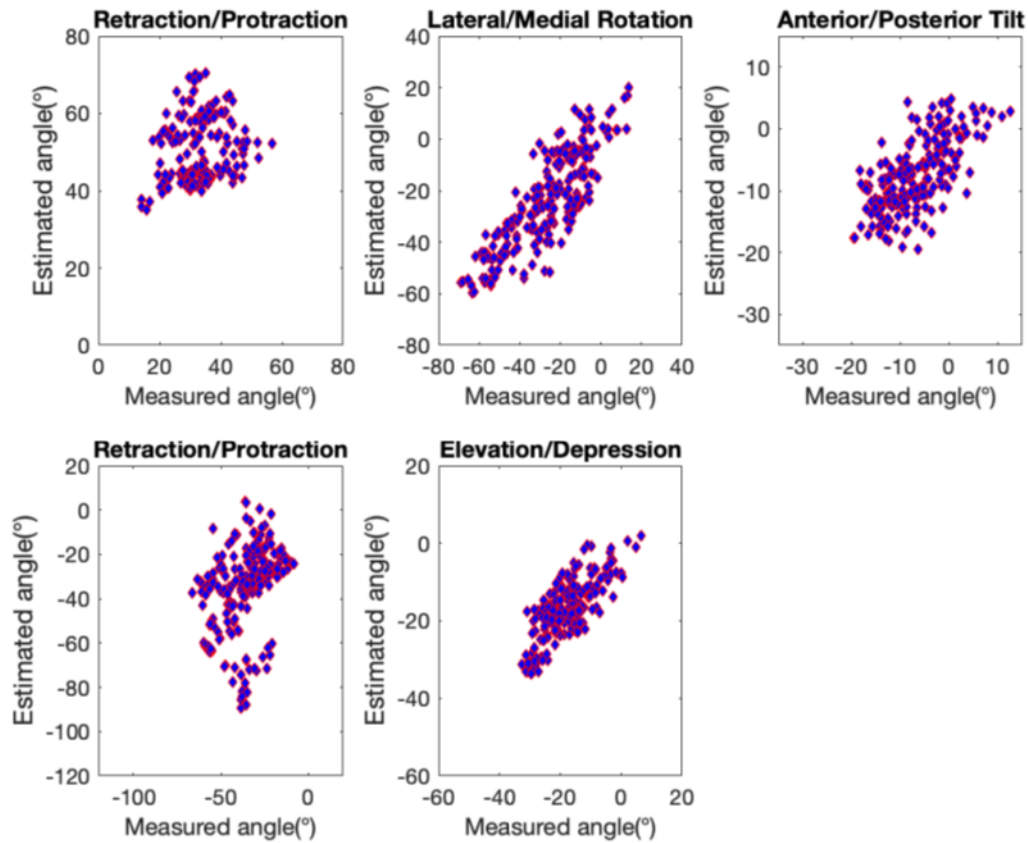 Retraction/Protraction
80
60
40
20
0
Estimated angle(°)
0 20 40 60 80
Measured angle(°)
Lateral/Medial Rotation
40
20
0
-20
-40
-60
-80
Estimated angle(°)
-80 -60 -40 -20 0 20 40
Measured angle(°)
Anterior/Posterior Tilt
10
0
-10
-20
-30
Estimated angle(°)
-30 -20 -10 0 10
Measured angle(°)
Retraction/Protraction
20
0
-20
-40
-60
-80
-100
-120
Estimated angle(°)
-100 -50 0
Measured angle(°)
Elevation/Depression
20
0
-20
-40
-60
Estimated angle(°)
-60 -40 -20 0 20
Measured angle(°)